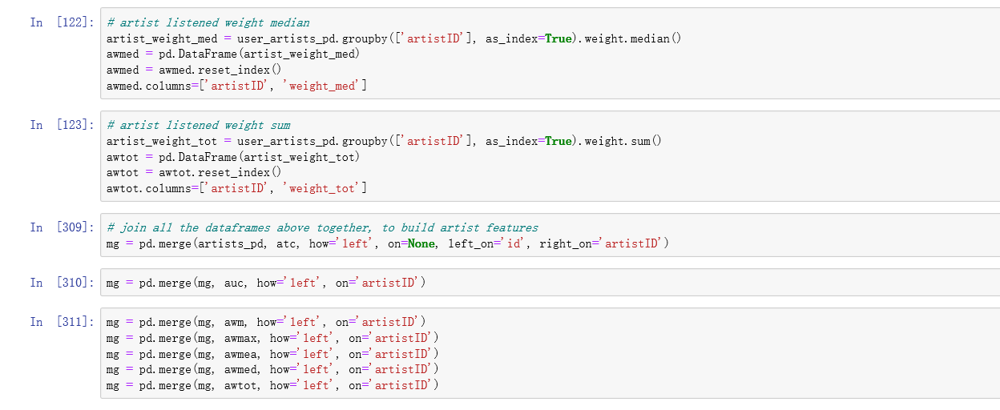 In [122]:
# artist listened weight median
artist_weight_med = user_artists_pd.groupby(['artistID'], as_index=True).weight.median()
awmed = pd.DataFrame(artist_weight_med)
awmed = awmed.reset_index()
awmed.columns=['artistID', 'weight_med']
In [123]:
# artist listened weight sum
artist_weight_tot = user_artists_pd.groupby(['artistID'], as_index=True).weight.sum()
awtot = pd.DataFrame(artist_weight_tot)
awtot = awtot.reset_index()
awtot.columns=['artistID', 'weight_tot']
In [309]:
# join all the dataframes above together, to build artist features
mg = pd.merge(artists_pd, atc, how='left', on=None, left_on='id', right_on='artistID')
In [310]:
mg = pd.merge(mg, auc, how='left', on='artistID')
In [311]:
mg = pd.merge(mg, awm, how='left', on='artistID')
mg = pd.merge(mg, awmax, how='left', on='artistID')
mg = pd.merge(mg, awmea, how='left', on='artistID')
mg = pd.merge(mg, awmed, how='left', on='artistID')
mg = pd.merge(mg, awtot, how='left', on='artistID')